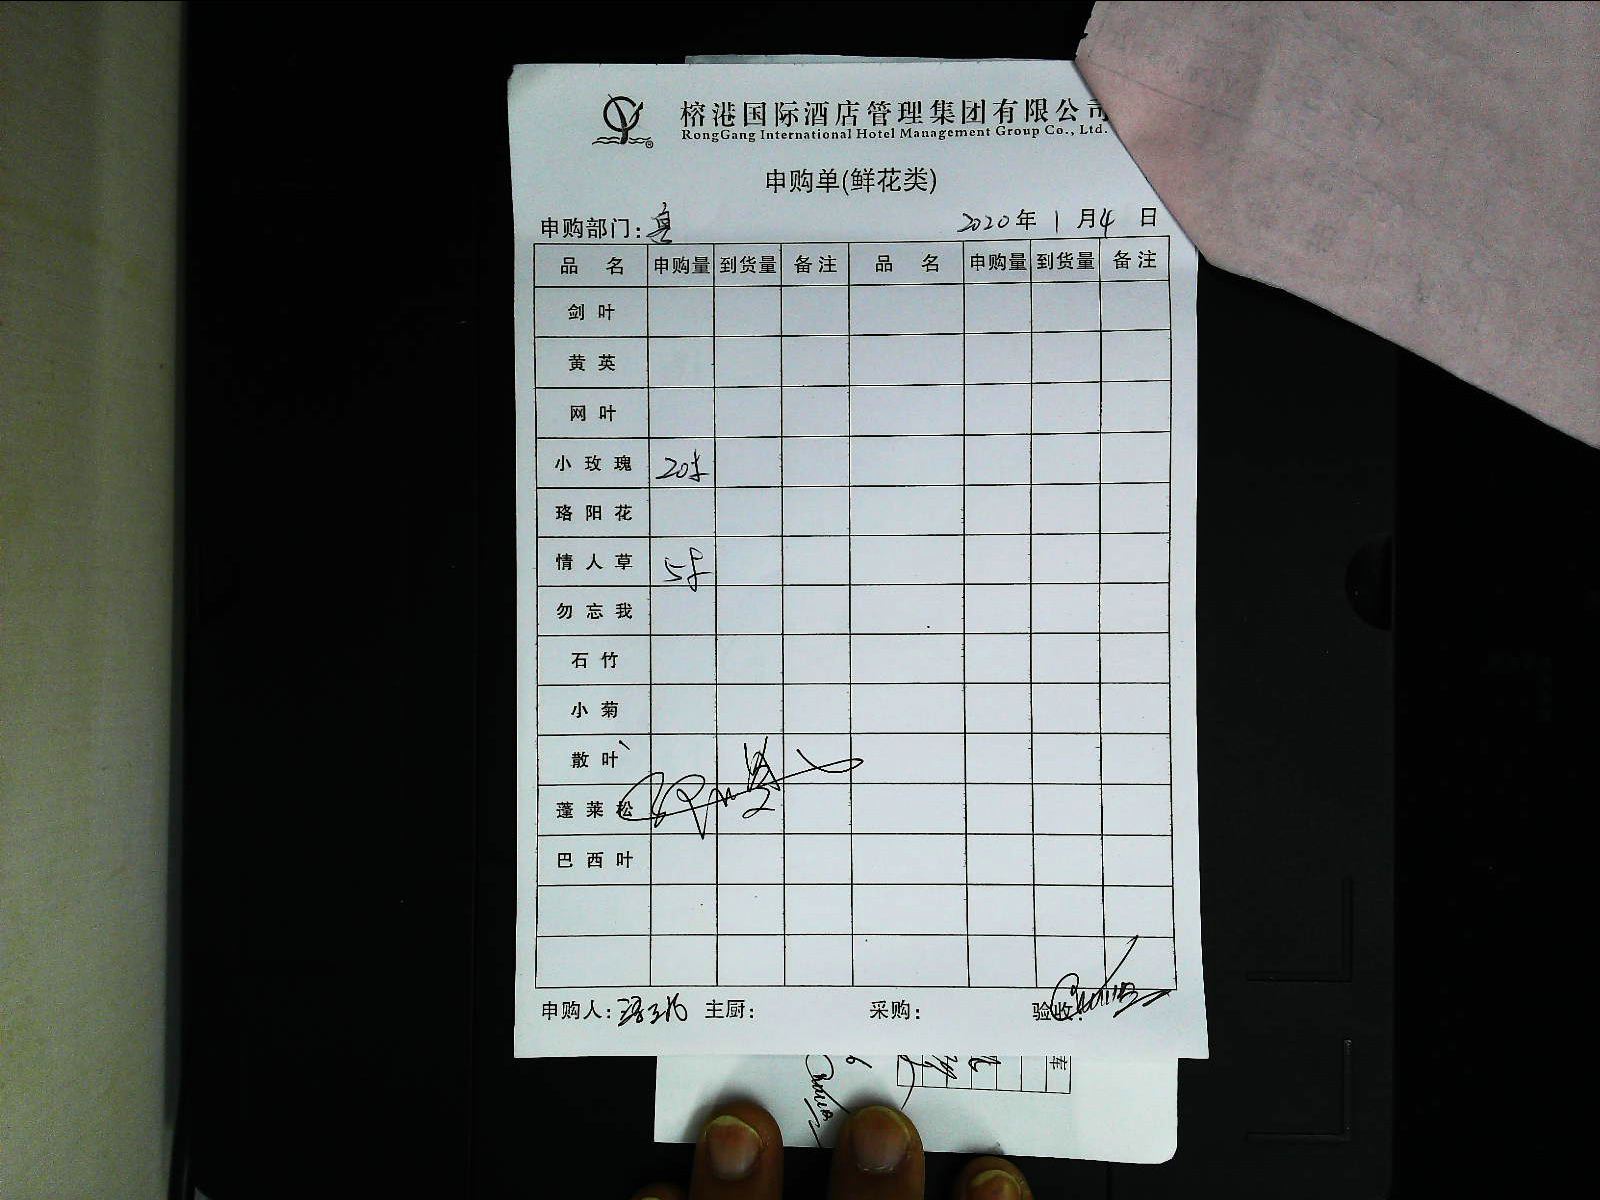 榕港国际酒店管理集团有限公司
RongGang International Hotel Management Group Co., Ltd.
®
申购单(鲜花类)
申购部门: 2020年 1 月 4 日
品 名 申购量 到货量 备注 品 名 申购量 到货量 备注
剑叶
黄英
网叶
小玫瑰 20
珞阳花
情人草 5
勿忘我
石竹
小菊
散叶
蓬莱松
巴西叶
申购人: 主厨: 采购: 验收: